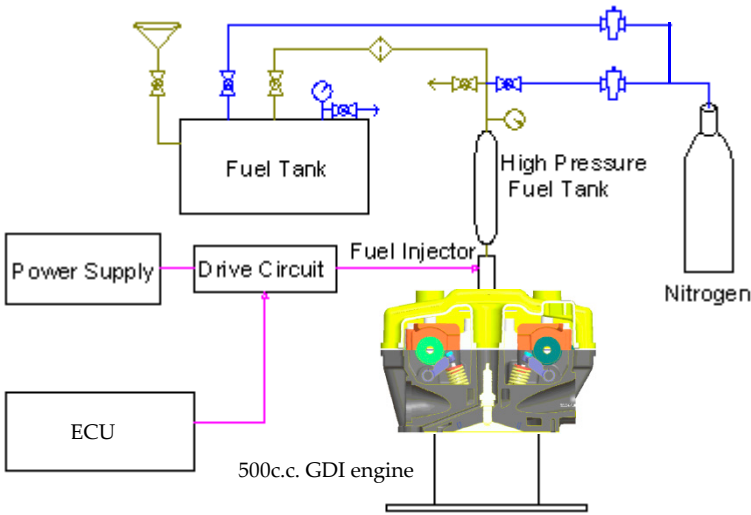 Fuel Tank
High Pressure
Fuel Tank
Fuel Injector
Power Supply
Drive Circuit
Nitrogen
ECU
500c.c. GDI engine